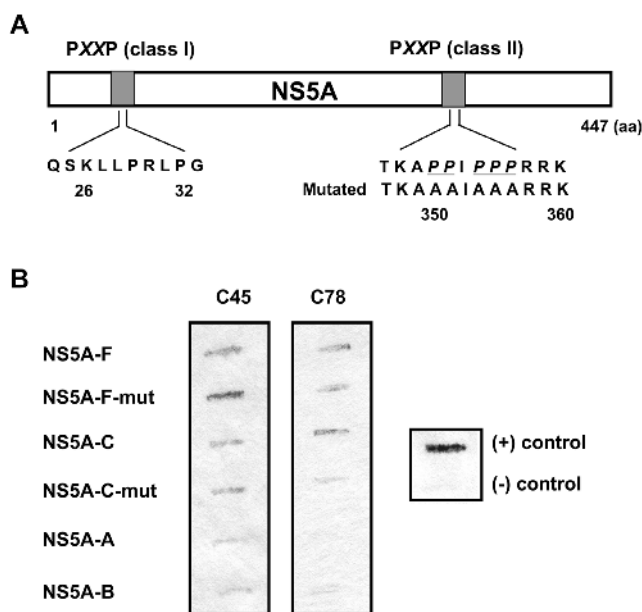 A
PXXP (class I)
PXXP (class II)
NS5A
1
447 (aa)
Q S K L L P R L P G
26
32
T K A P P I P P P R R K
Mutated
T K A A A I A A A R R K
350
360
B
C45
C78
NS5A-F
NS5A-F-mut
NS5A-C
NS5A-C-mut
NS5A-A
NS5A-B
(+) control
(-) control